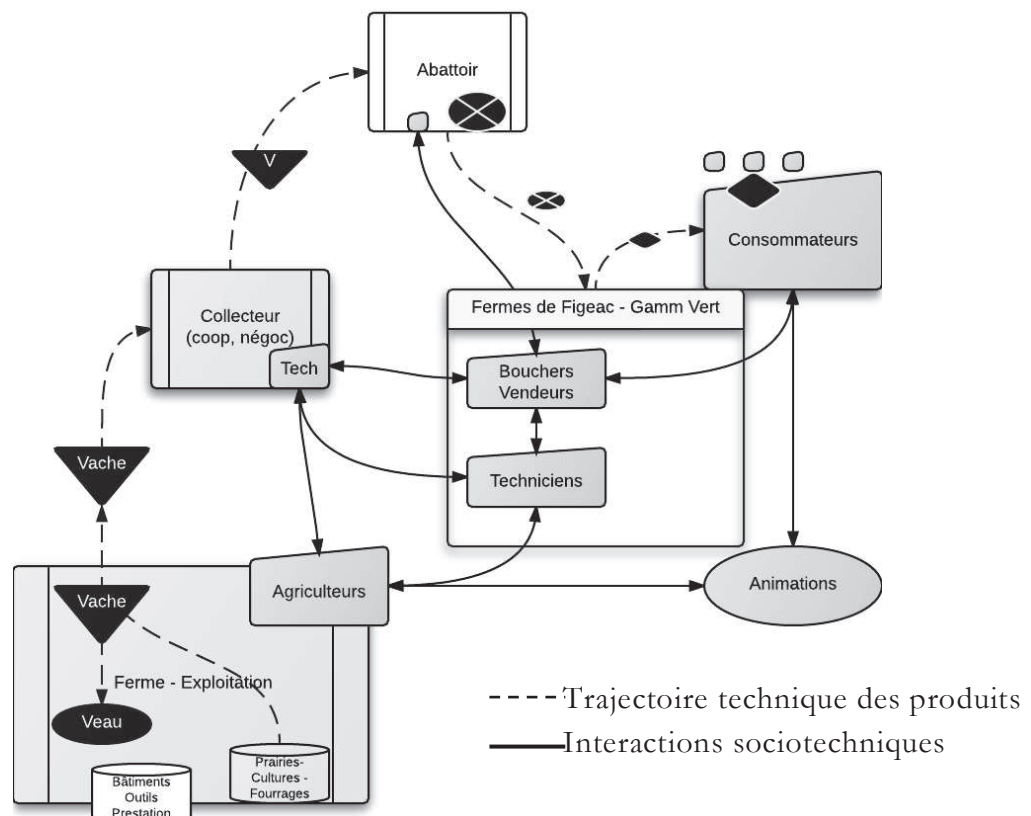 Abattoir
V
Consommateurs
Fermes de Figeac - Gamm Vert
Collecteur
(coop, négoc)
Tech
Bouchers
Vendeurs
Vache
Techniciens
Vache
Agriculteurs
Animations
Ferme - Exploitation
Veau
Trajectoire technique des produits
Interactions sociotechniques
Prairies-
Cultures -
Fourrages
Bâtiments
Outils
Prestation